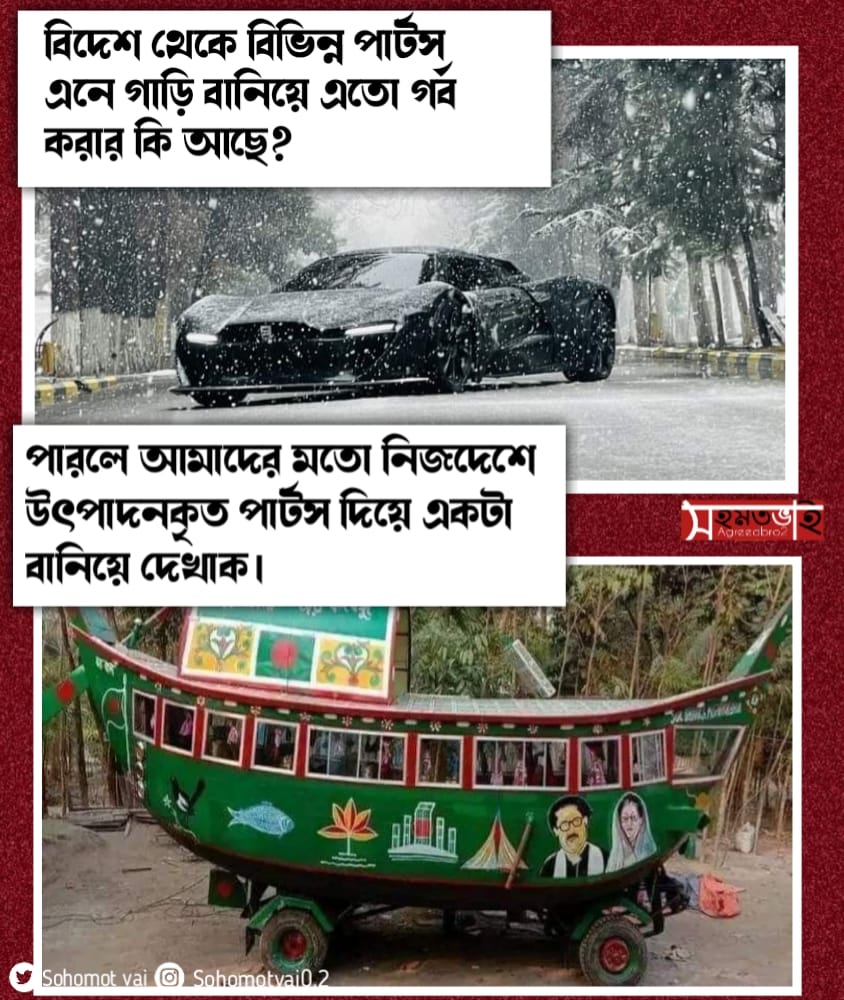 বিদেশ থেকে বিভিন্ন পার্টস
এনে গাড়ি বানিয়ে এতো গর্ব
করার কি আছে?
পারলে আমাদের মতো নিজদেশে
উৎপাদনকৃত পার্টস দিয়ে একটা
বানিয়ে দেখাক।
সহমতভাই
Agreeabro2
Sohomot vai
Sohomotvai0.2